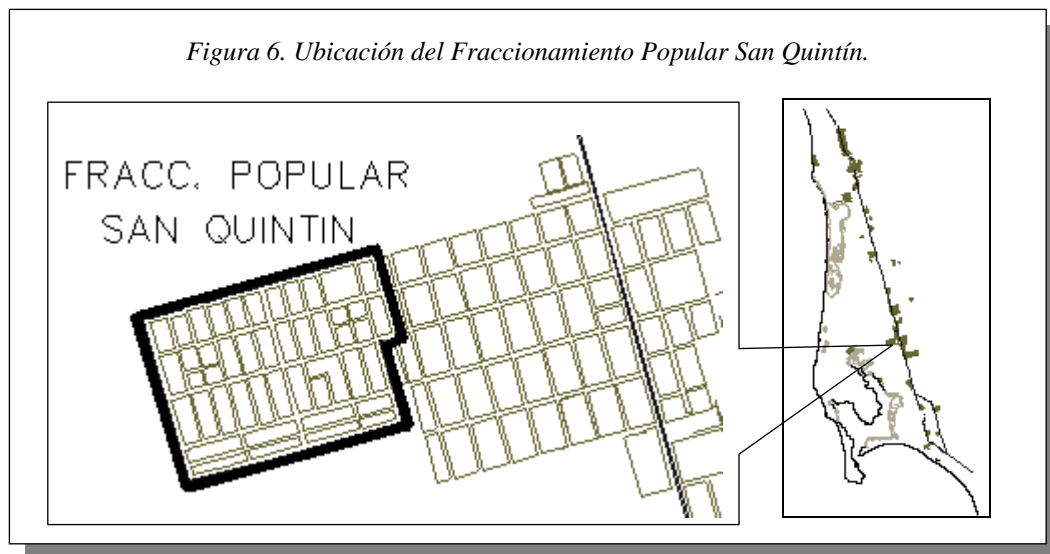 Figura 6. Ubicación del Fraccionamiento Popular San Quintín.
FRACC. POPULAR
SAN QUINTIN